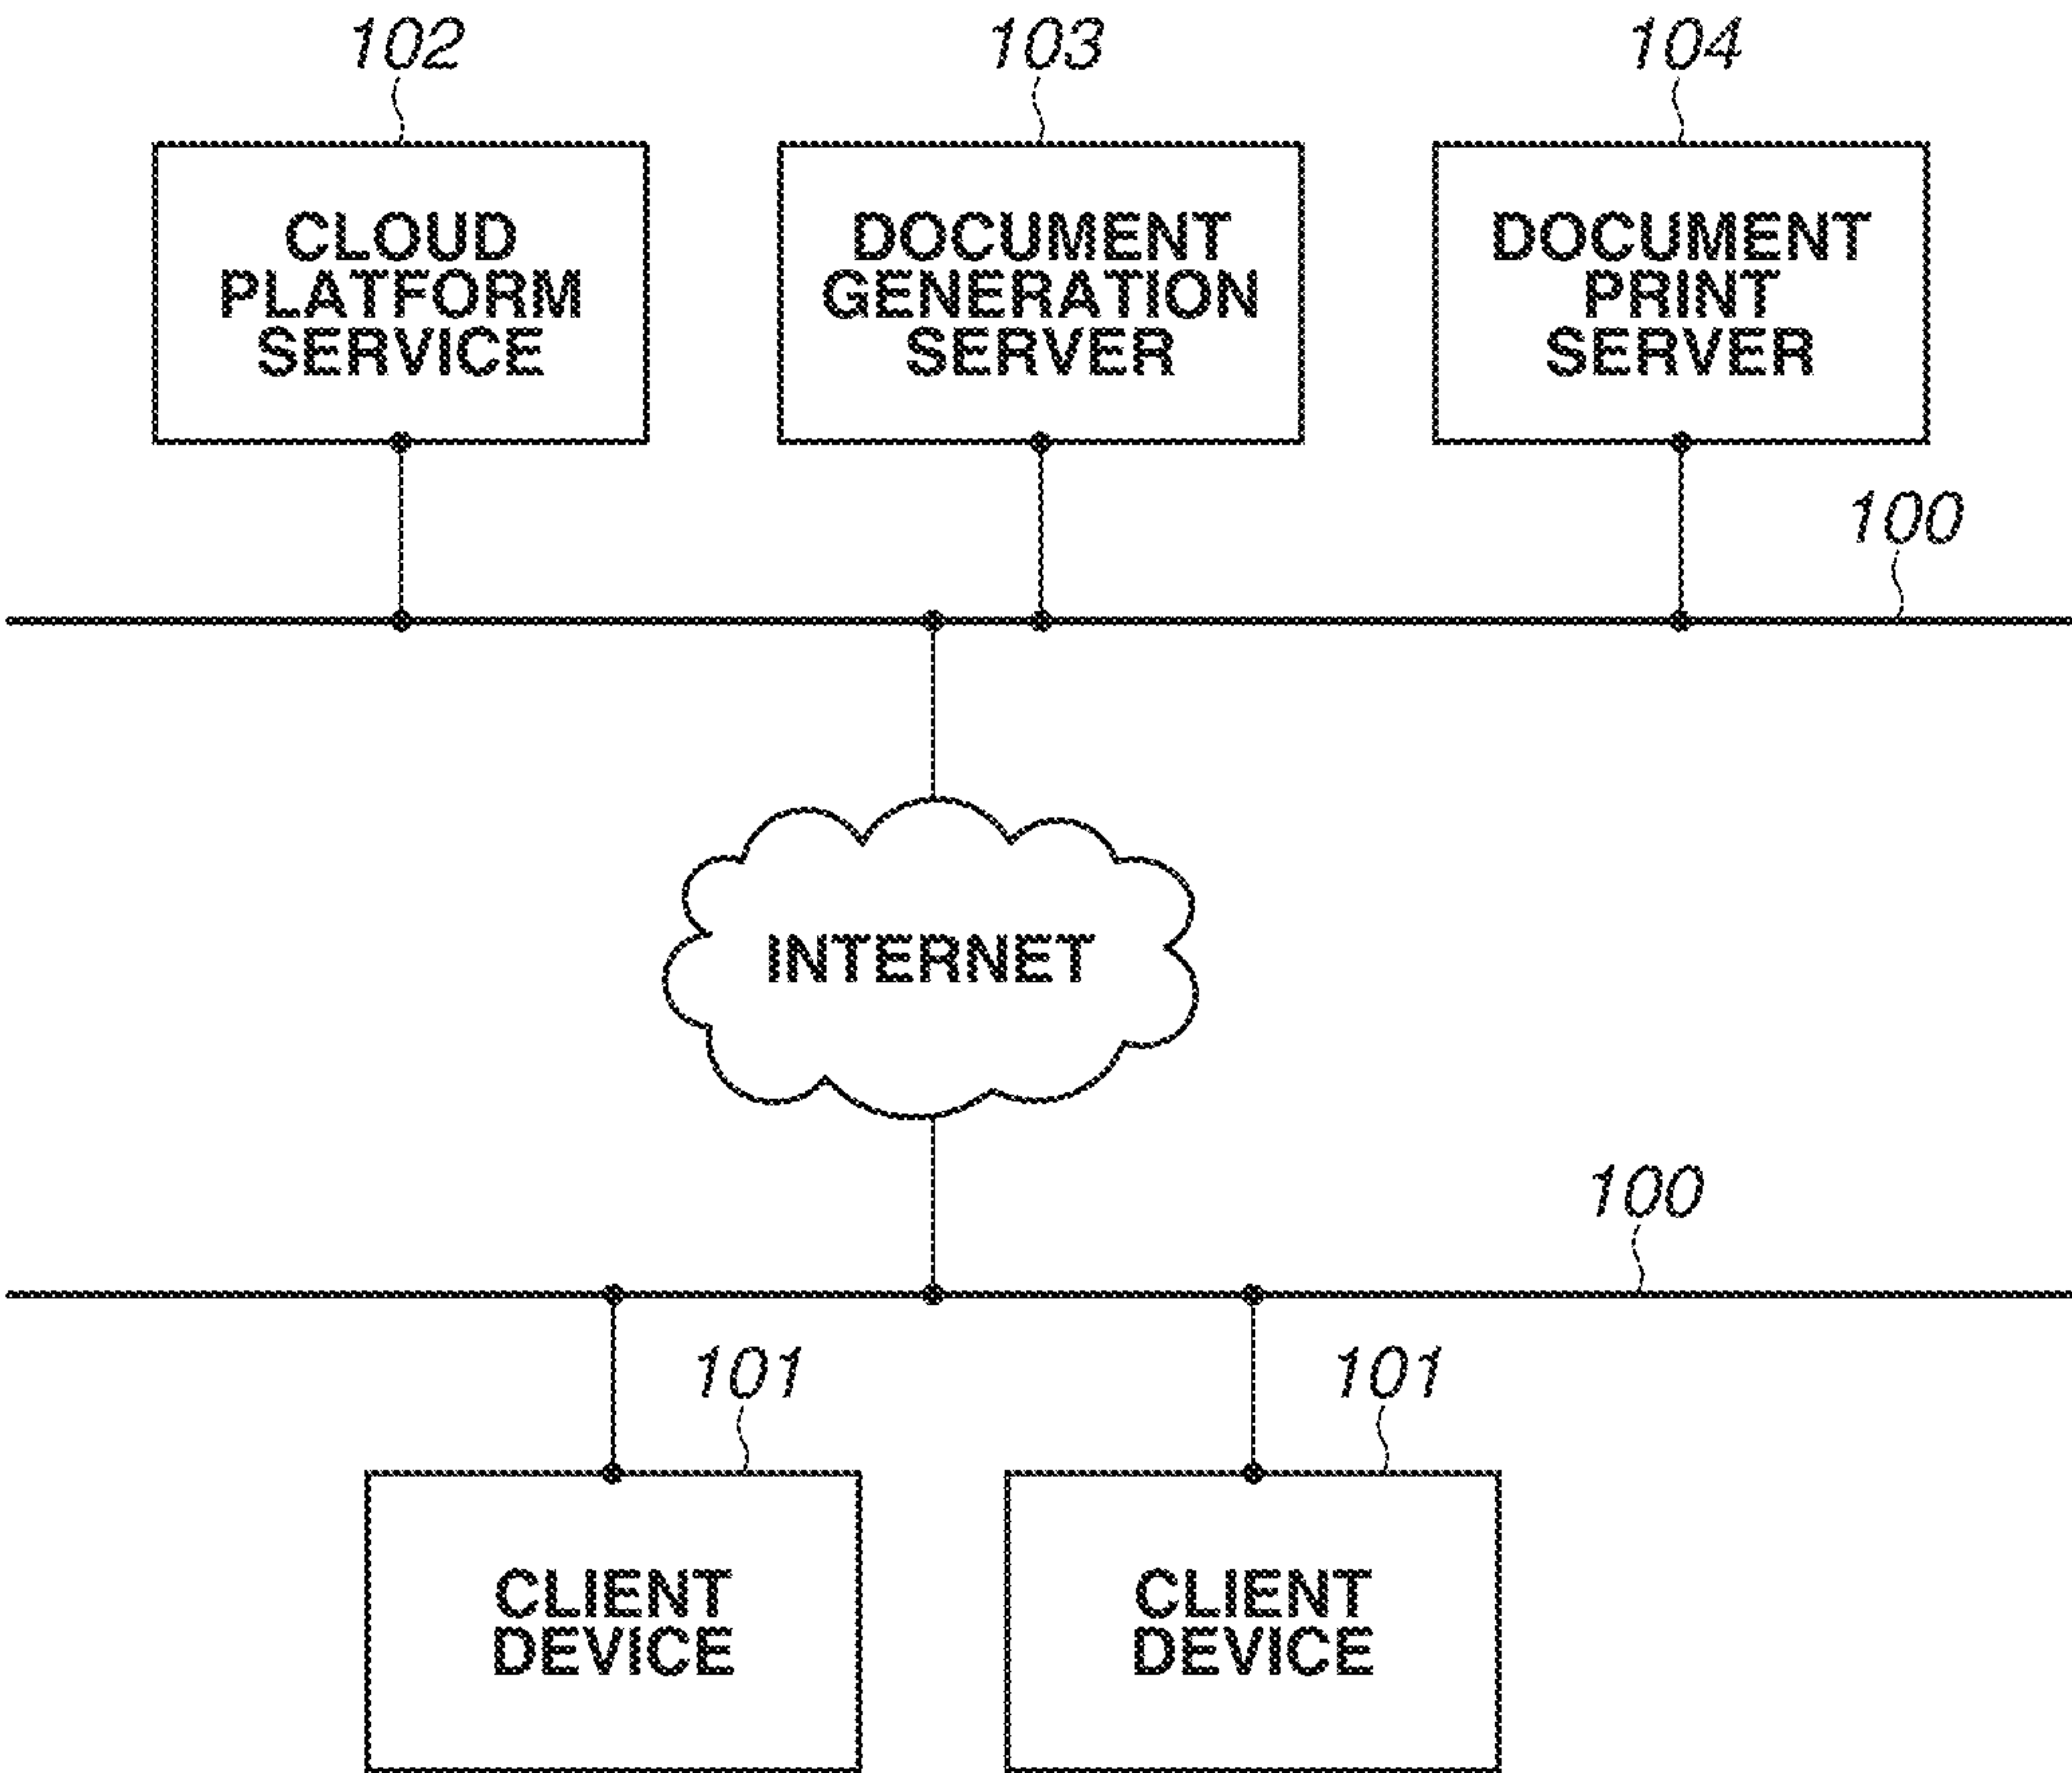 102
103
104
CLOUD
PLATFORM
SERVICE
DOCUMENT
GENERATION
SERVER
DOCUMENT
PRINT
SERVER
100
INTERNET
100
101
101
CLIENT
DEVICE
CLIENT
DEVICE